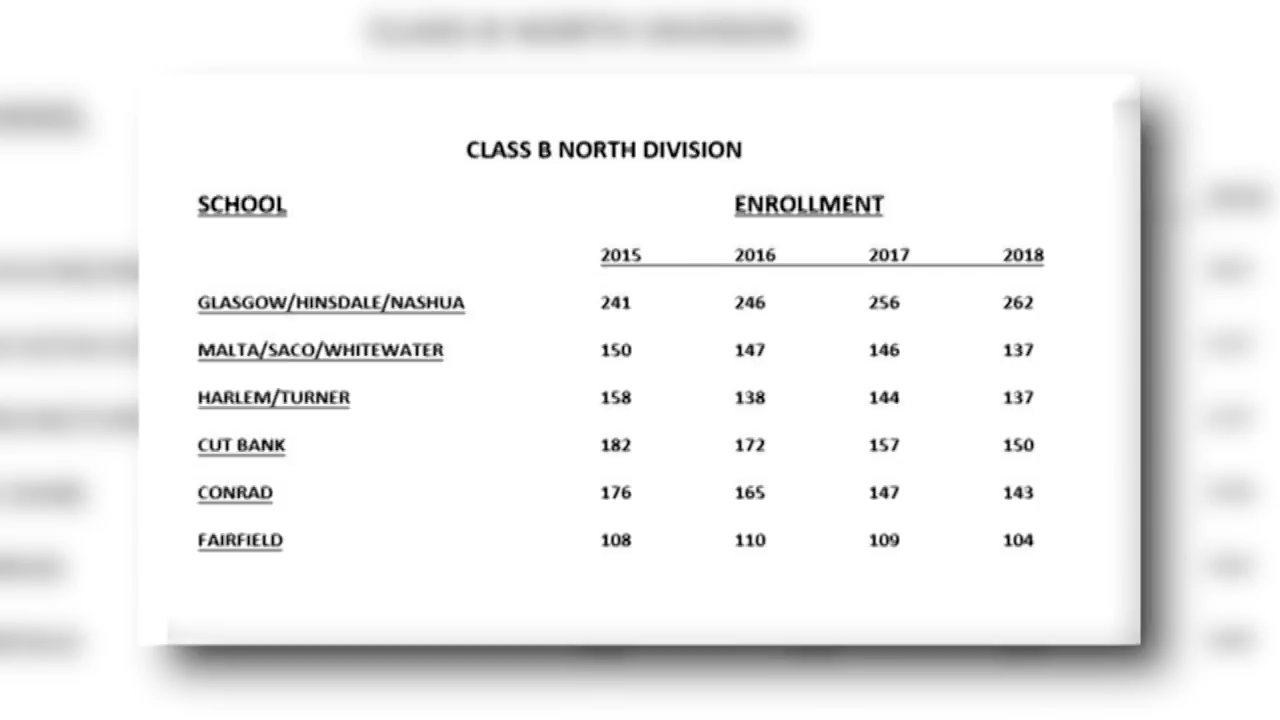 CLASS B NORTH DIVISION
SCHOOL ENROLLMENT
2015 2016 2017 2018
GLASGOW/HINSDALE/NASHUA 241 246 256 262
MALTA/SACO/WHITEWATER 150 147 146 137
HARLEM/TURNER 158 138 144 137
CUT BANK 182 172 157 150
CONRAD 176 165 147 143
FAIRFIELD 108 110 109 104